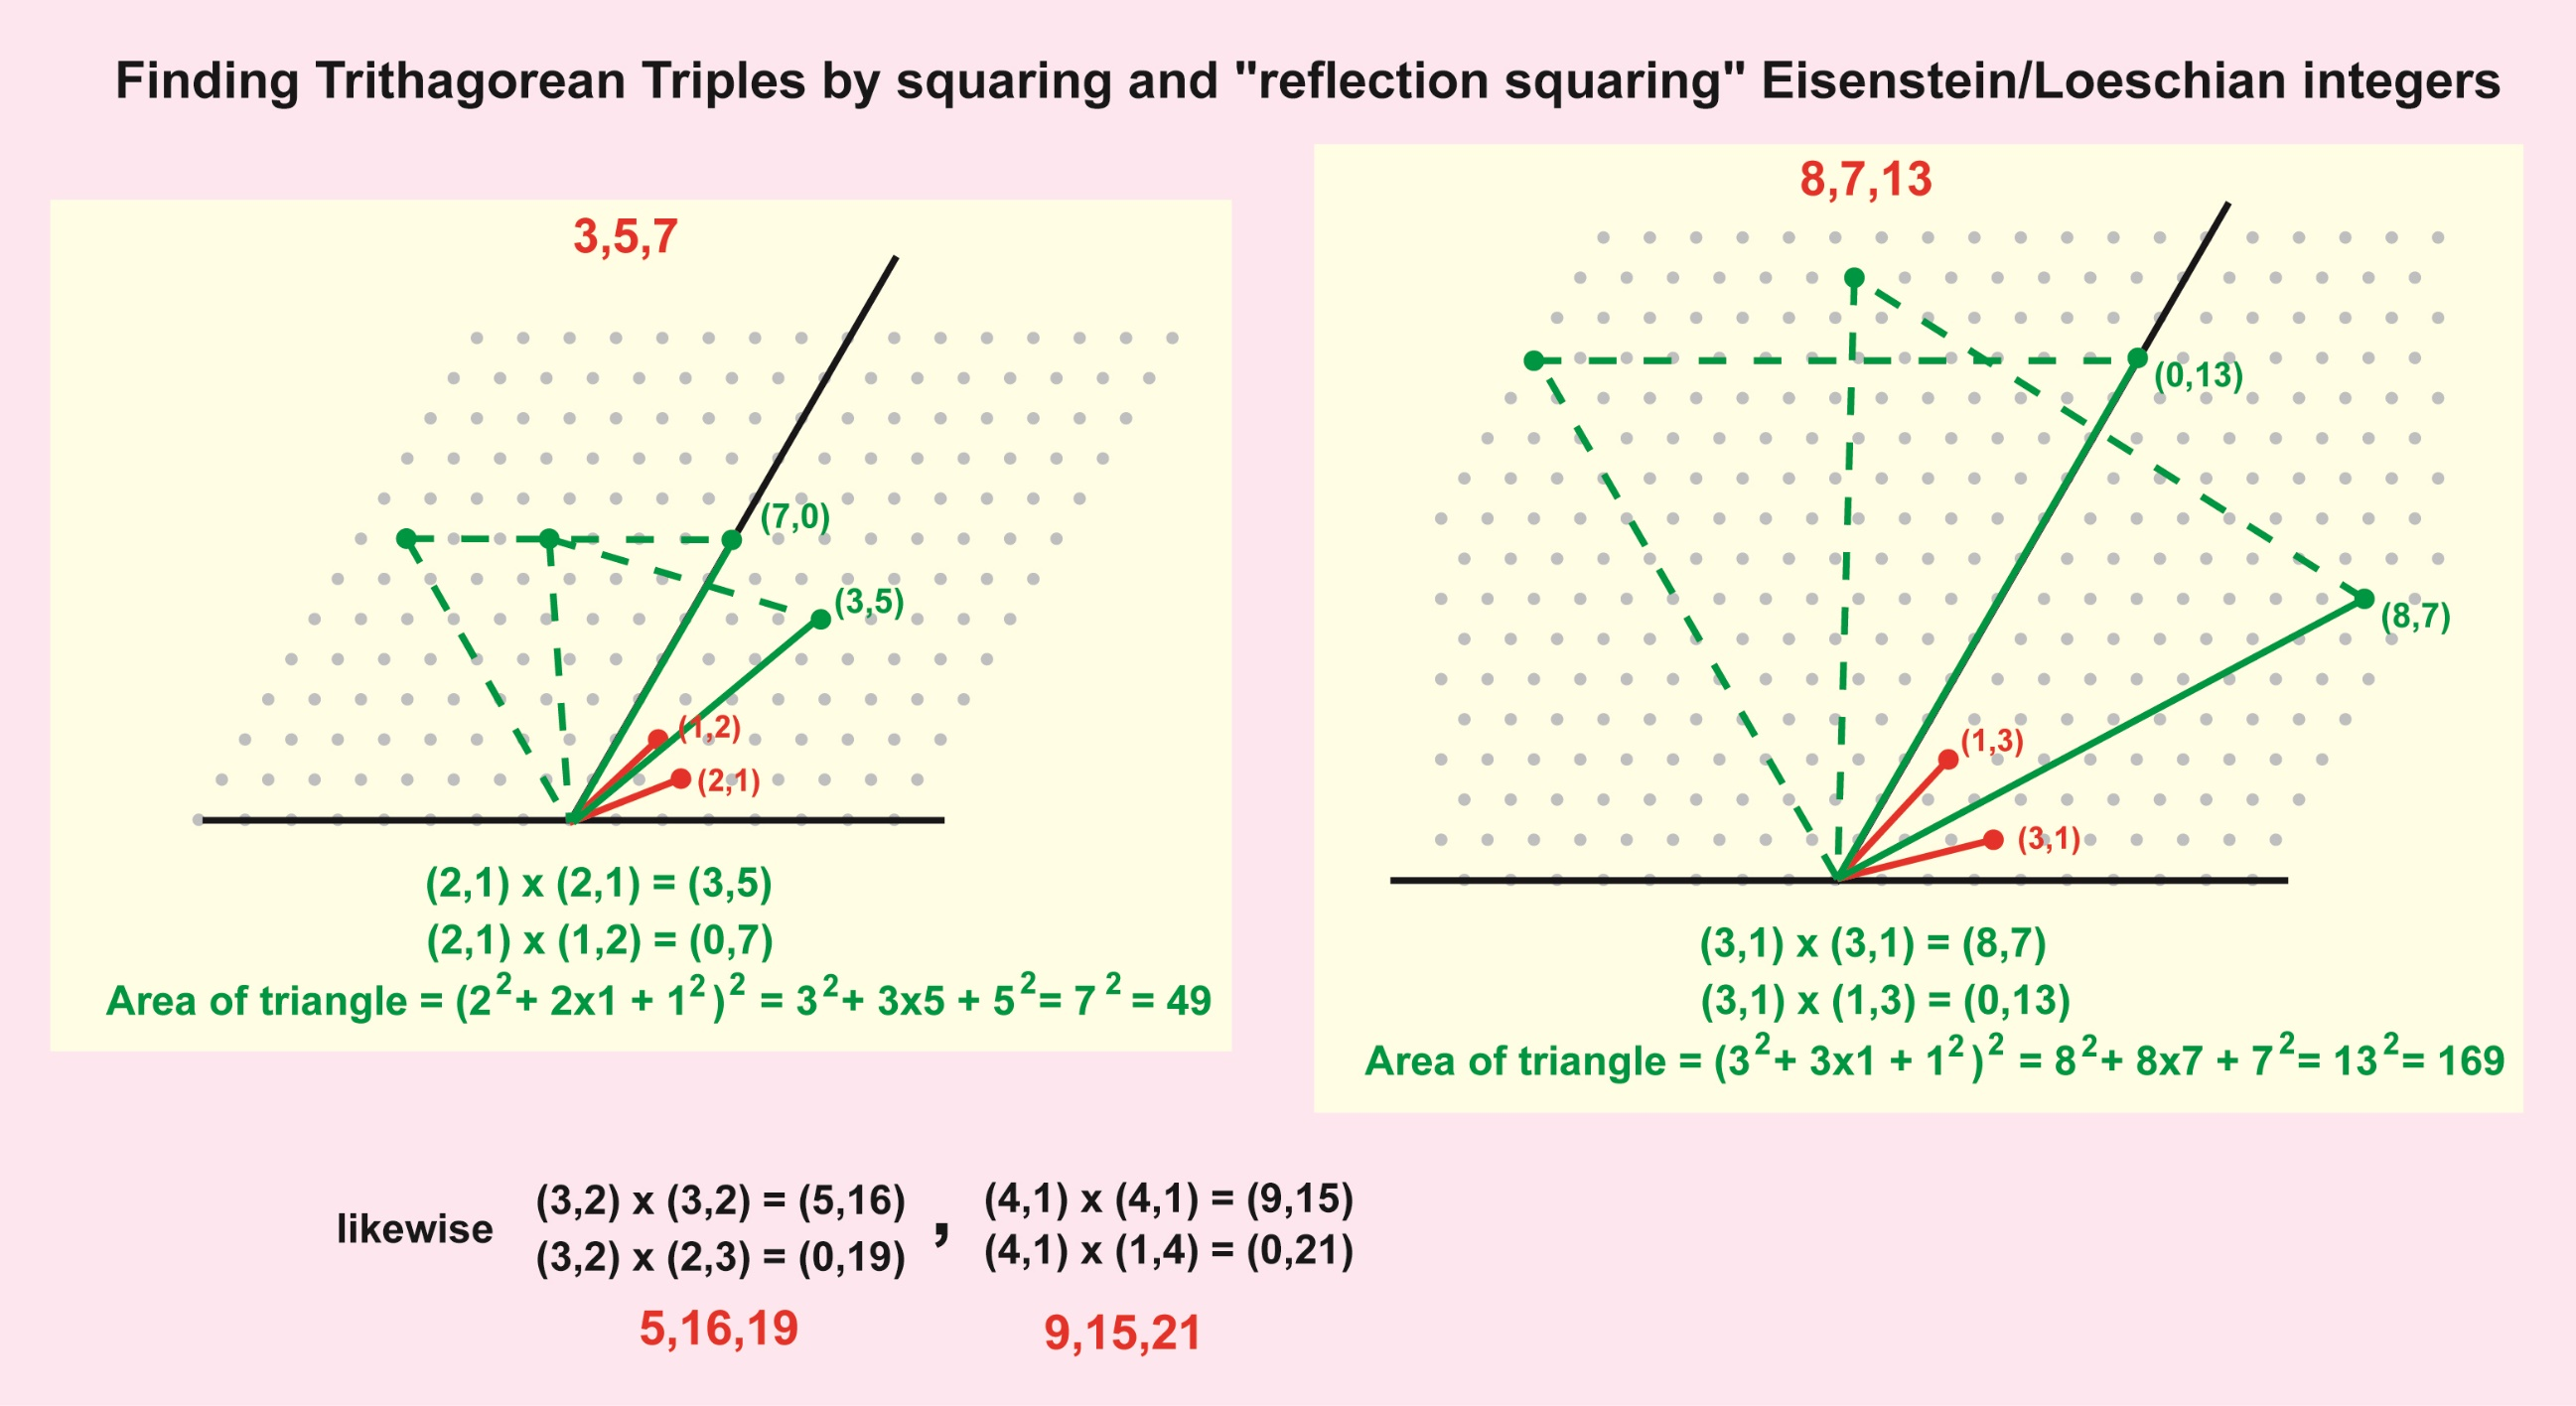 Finding Trithagorean Triples by squaring and "reflection squaring" Eisenstein/Loeschian integers
3,5,7
(7,0)
(3,5)
(1,2)
(2,1)
(2,1) x (2,1) = (3,5)
(2,1) x (1,2) = (0,7)
Area of triangle = (2²+ 2x1 + 1²)² = 3²+ 3x5 + 5²= 7² = 49
8,7,13
(0,13)
(8,7)
(1,3)
(3,1)
(3,1) x (3,1) = (8,7)
(3,1) x (1,3) = (0,13)
Area of triangle = (3²+ 3x1 + 1²)² = 8²+ 8x7 + 7²= 13²= 169
likewise
(3,2) x (3,2) = (5,16)
(3,2) x (2,3) = (0,19)
,
(4,1) x (4,1) = (9,15)
(4,1) x (1,4) = (0,21)
5,16,19
9,15,21